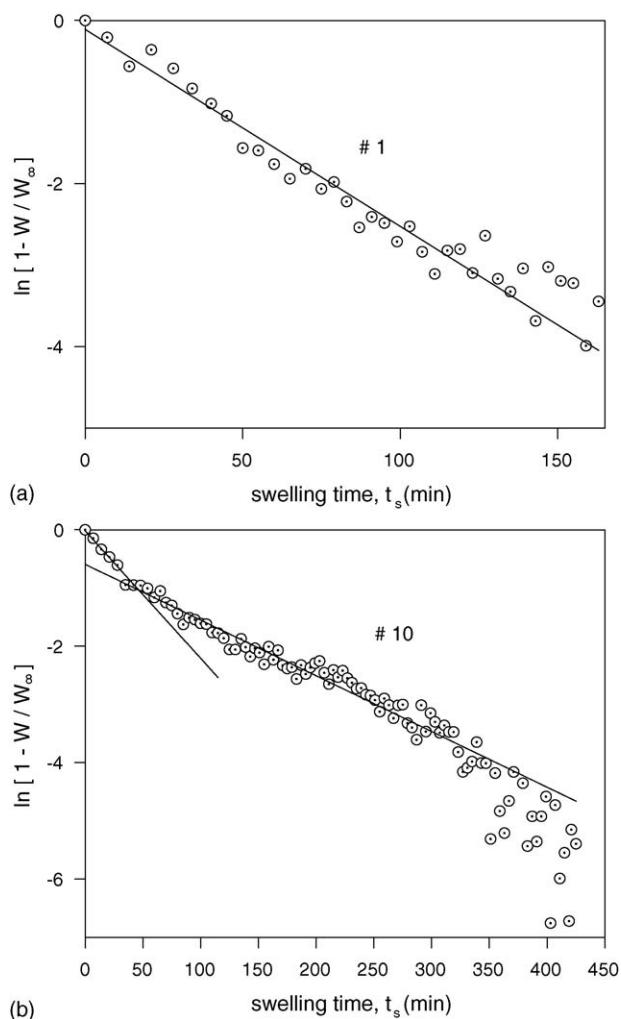 0
-2
-4
ln [ 1- W / W∞]
# 1
0 50 100 150
swelling time, ts(min)
(a)
0
-2
-4
-6
ln [ 1 - W / W∞]
# 10
0 50 100 150 200 250 300 350 400 450
swelling time, ts(min)
(b)